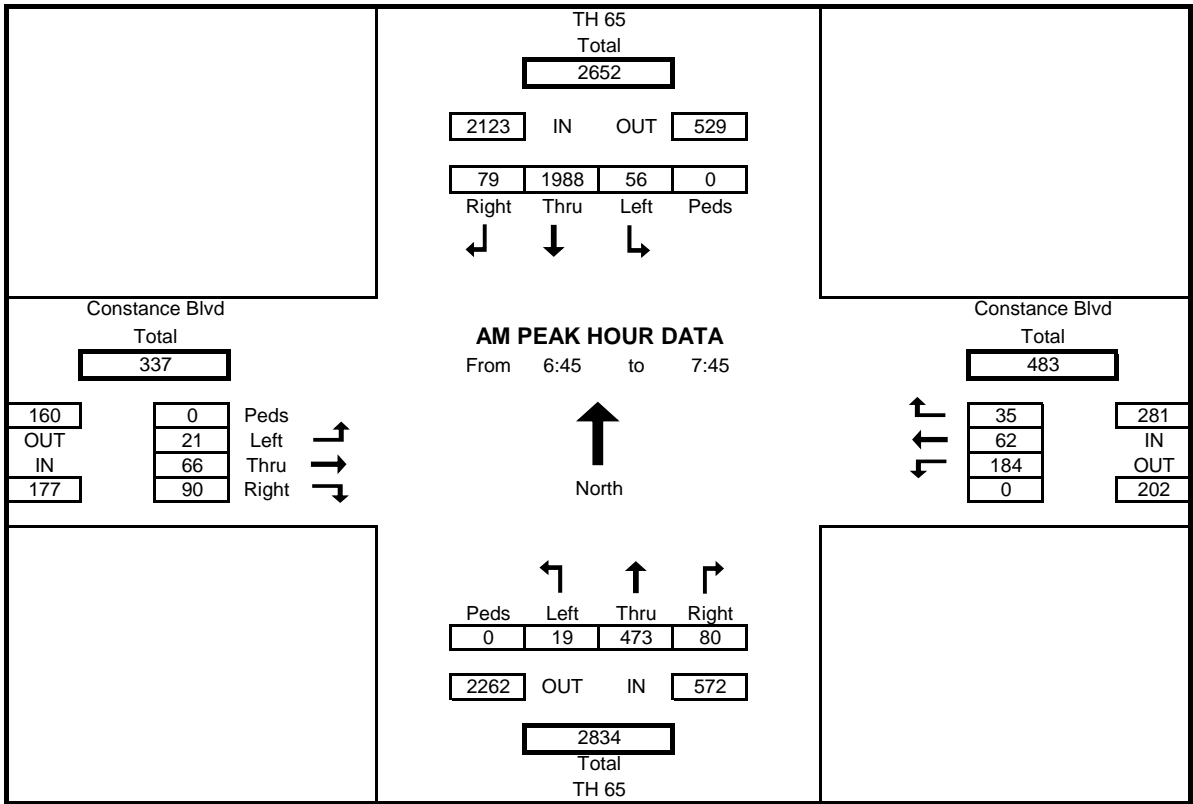 TH 65
Total
2652
2123 IN OUT 529
79 1988 56 0
Right Thru Left Peds
Constance Blvd
Total
337
160
OUT
IN
177
0 Peds
21 Left
66 Thru
90 Right
AM PEAK HOUR DATA
From 6:45 to 7:45
North
Constance Blvd
Total
483
35
62
184
0
281
IN
OUT
202
Peds Left Thru Right
0 19 473 80
2262 OUT IN 572
2834
Total
TH 65